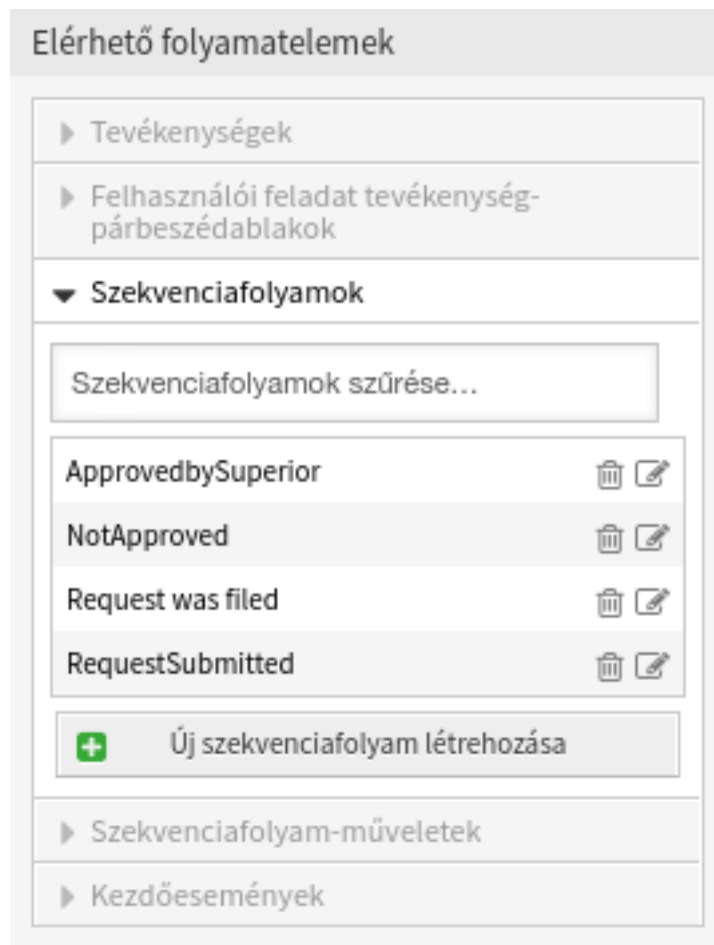 Elérhető folyamatelemek
Tevékenységek
Felhasználói feladat tevékenység-
párbeszédablakok
Szekvenciafolyamok
Szekvenciafolyamok szűrése...
ApprovedbySuperior
NotApproved
Request was filed
RequestSubmitted
Új szekvenciafolyam létrehozása
Szekvenciafolyam-műveletek
Kezdőesemények